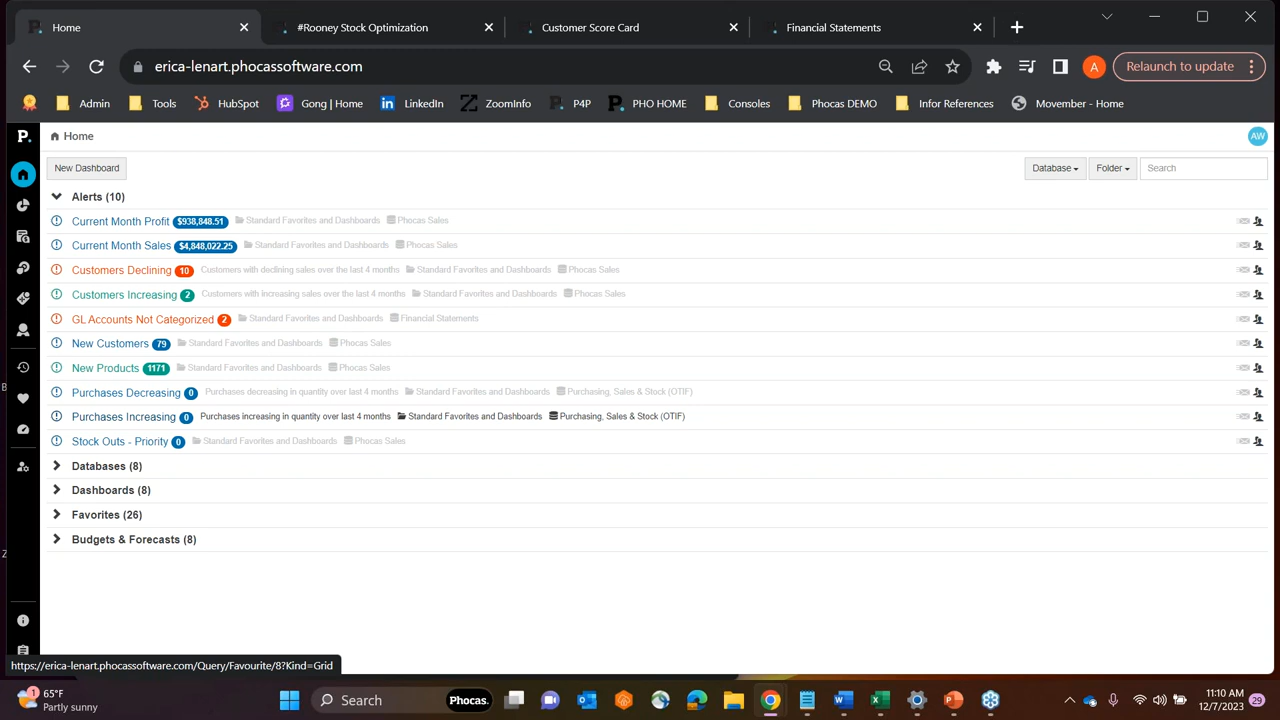 Home
#Rooney Stock Optimization
Customer Score Card
Financial Statements
erica-lenart.phocassoftware.com
A
Relaunch to update
Admin
Tools
HubSpot
Gong | Home
LinkedIn
ZoomInfo
P4P
PHO HOME
Consoles
Phocas DEMO
Infor References
Movember - Home
P.
Home
AW
New Dashboard
Database
Folder
Search
Alerts (10)
Current Month Profit $938,848.51 Standard Favorites and Dashboards Phocas Sales
Current Month Sales $4,848,022.25 Standard Favorites and Dashboards Phocas Sales
Customers Declining 10 Customers with declining sales over the last 4 months Standard Favorites and Dashboards Phocas Sales
Customers Increasing 2 Customers with increasing sales over the last 4 months Standard Favorites and Dashboards Phocas Sales
GL Accounts Not Categorized 2 Standard Favorites and Dashboards Financial Statements
New Customers 79 Standard Favorites and Dashboards Phocas Sales
New Products 1171 Standard Favorites and Dashboards Phocas Sales
Purchases Decreasing 0 Purchases decreasing in quantity over last 4 months Standard Favorites and Dashboards Purchasing, Sales & Stock (OTIF)
Purchases Increasing 0 Purchases increasing in quantity over last 4 months Standard Favorites and Dashboards Purchasing, Sales & Stock (OTIF)
Stock Outs - Priority 0 Standard Favorites and Dashboards Phocas Sales
Databases (8)
Dashboards (8)
Favorites (26)
Budgets & Forecasts (8)
https://erica-lenart.phocassoftware.com/Query/Favourite/8?Kind=Grid
1
65°F
Partly sunny
Search
Phocas.
11:10 AM
12/7/2023
29